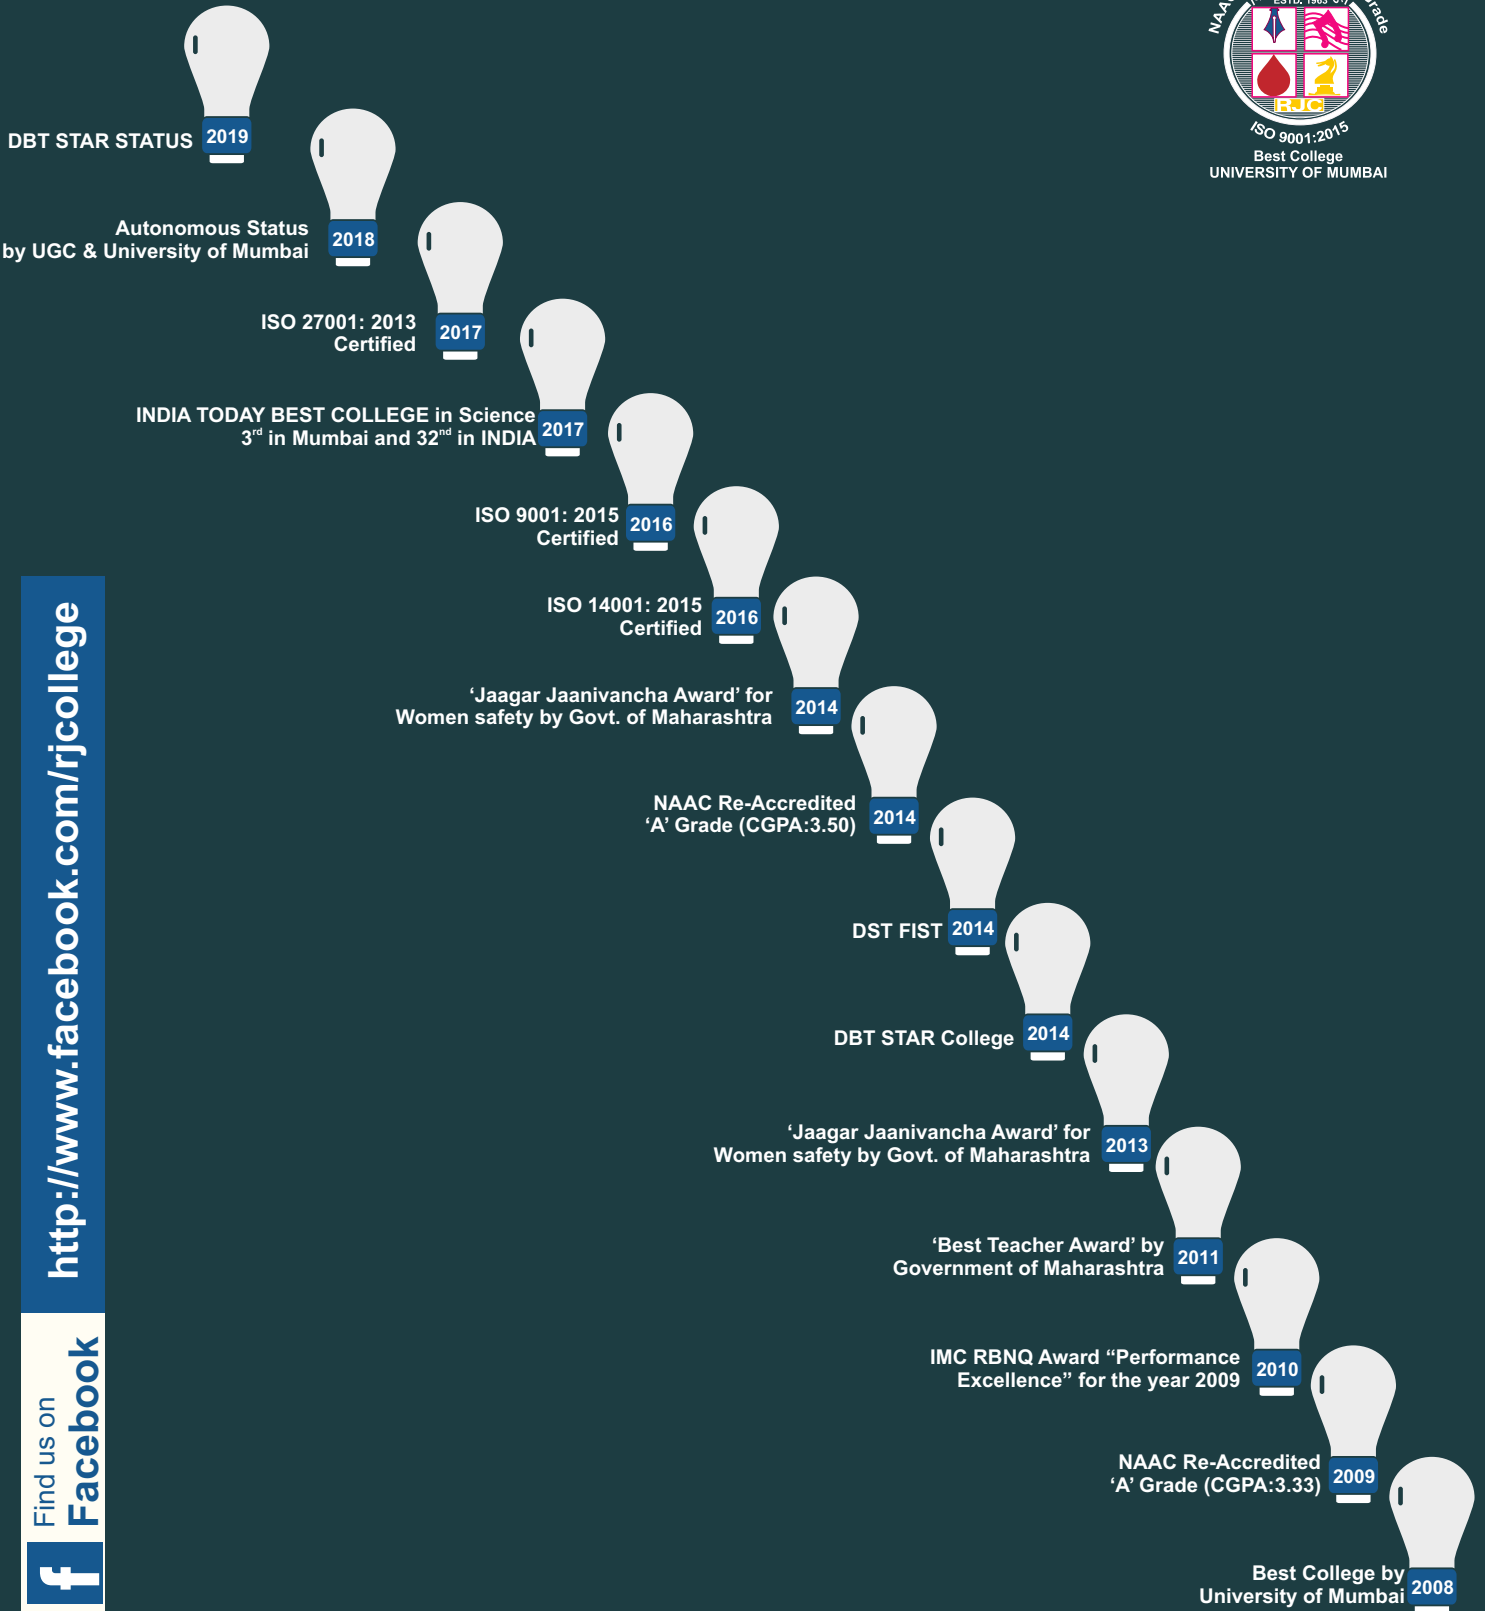 NAAC
Grade
ESTD. 1963
RJC
ISO 9001:2015
Best College
UNIVERSITY OF MUMBAI
DBT STAR STATUS
2019
Autonomous Status
by UGC & University of Mumbai
2018
ISO 27001: 2013
Certified
2017
INDIA TODAY BEST COLLEGE in Science
3rd in Mumbai and 32nd in INDIA
2017
ISO 9001: 2015
Certified
2016
ISO 14001: 2015
Certified
2016
‘Jaagar Jaanivancha Award’ for
Women safety by Govt. of Maharashtra
2014
NAAC Re-Accredited
‘A’ Grade (CGPA:3.50)
2014
DST FIST
2014
DBT STAR College
2014
‘Jaagar Jaanivancha Award’ for
Women safety by Govt. of Maharashtra
2013
‘Best Teacher Award’ by
Government of Maharashtra
2011
IMC RBNQ Award “Performance
Excellence” for the year 2009
2010
NAAC Re-Accredited
‘A’ Grade (CGPA:3.33)
2009
Best College by
University of Mumbai
2008
f
Find us on
Facebook
http://www.facebook.com/rjcollege